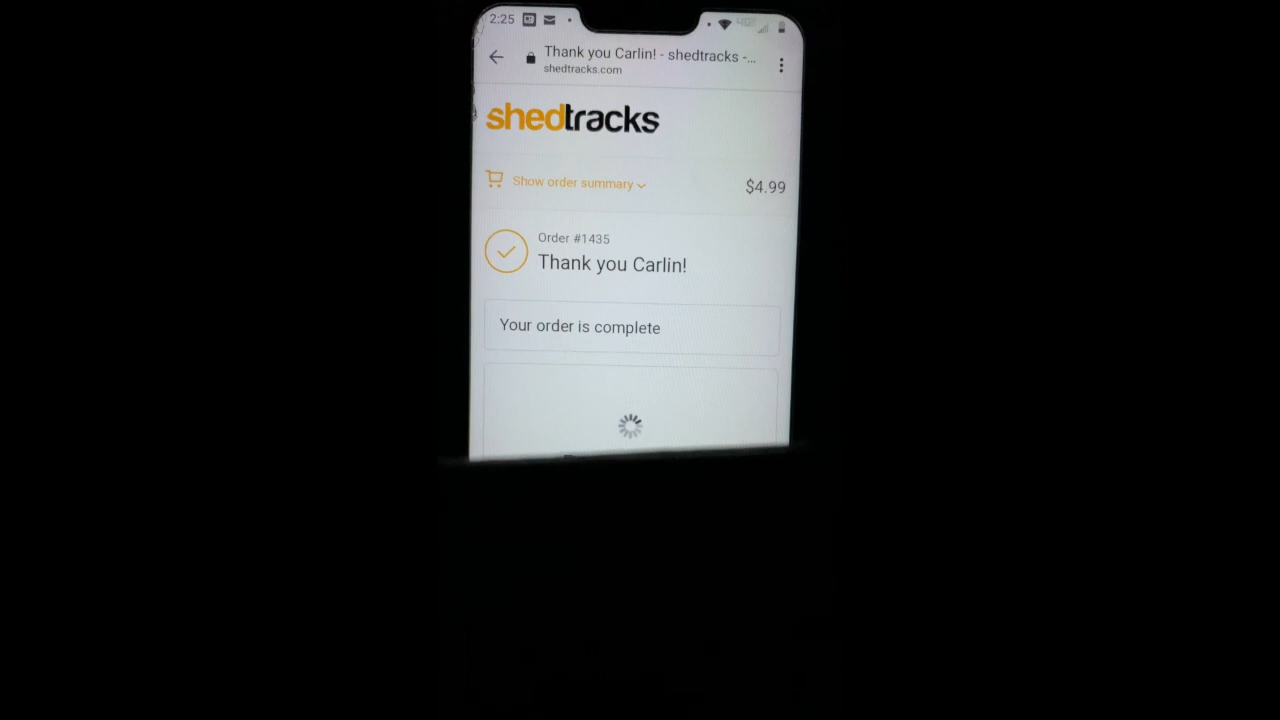 2:25
Thank you Carlin! - shedtracks -...
shedtracks.com
shedtracks
Show order summary
$4.99
Order #1435
Thank you Carlin!
Your order is complete